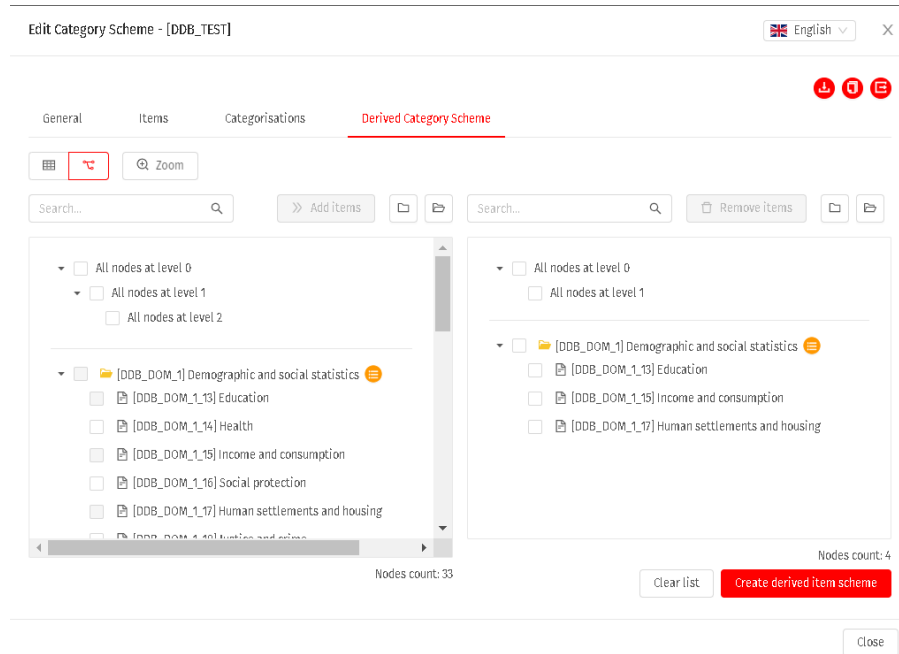 Edit Category Scheme - [DDB_TEST]
English
General Items Categorisations Derived Category Scheme
Zoom
Search... Add items Search... Remove items
All nodes at level 0
All nodes at level 1
All nodes at level 2
[DDB_DOM_1] Demographic and social statistics
[DDB_DOM_1_13] Education
[DDB_DOM_1_14] Health
[DDB_DOM_1_15] Income and consumption
[DDB_DOM_1_16] Social protection
[DDB_DOM_1_17] Human settlements and housing
Nodes count: 33
All nodes at level 0
All nodes at level 1
[DDB_DOM_1] Demographic and social statistics
[DDB_DOM_1_13] Education
[DDB_DOM_1_15] Income and consumption
[DDB_DOM_1_17] Human settlements and housing
Nodes count: 4
Clear list Create derived item scheme
Close